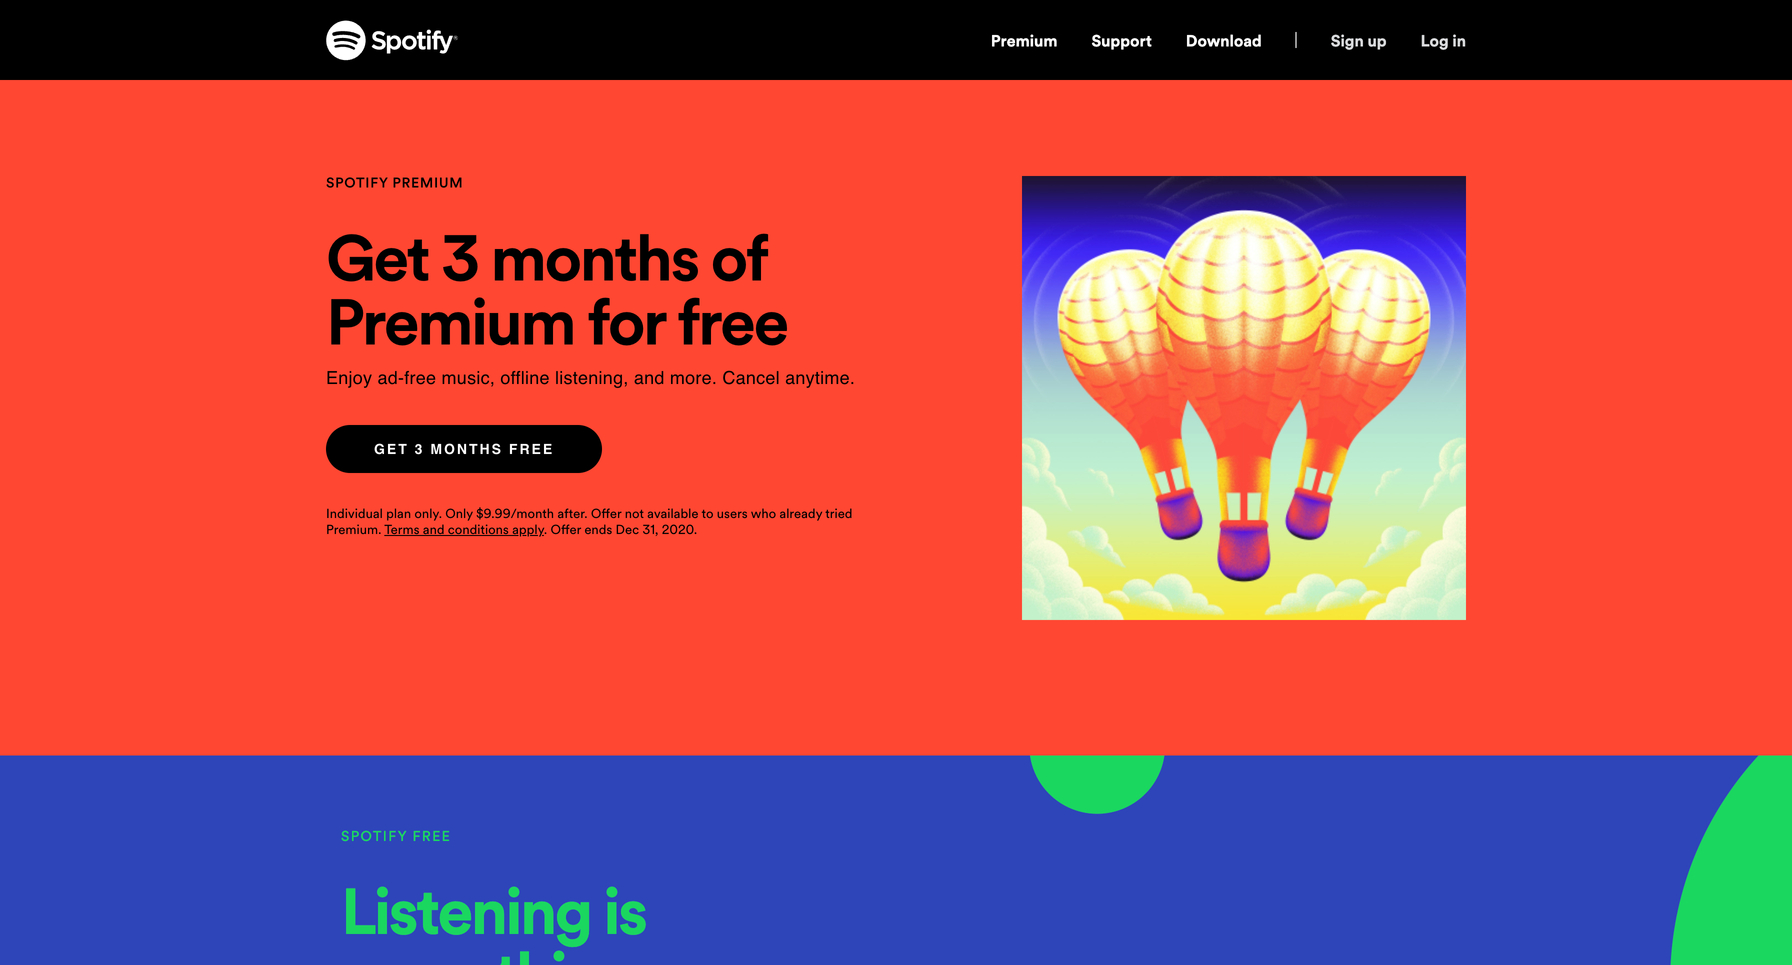 Spotify®
Premium
Support
Download
Sign up
Log in
SPOTIFY PREMIUM
Get 3 months of
Premium for free
Enjoy ad-free music, offline listening, and more. Cancel anytime.
GET 3 MONTHS FREE
Individual plan only. Only $9.99/month after. Offer not available to users who already tried
Premium. Terms and conditions apply. Offer ends Dec 31, 2020.
SPOTIFY FREE
Listening is